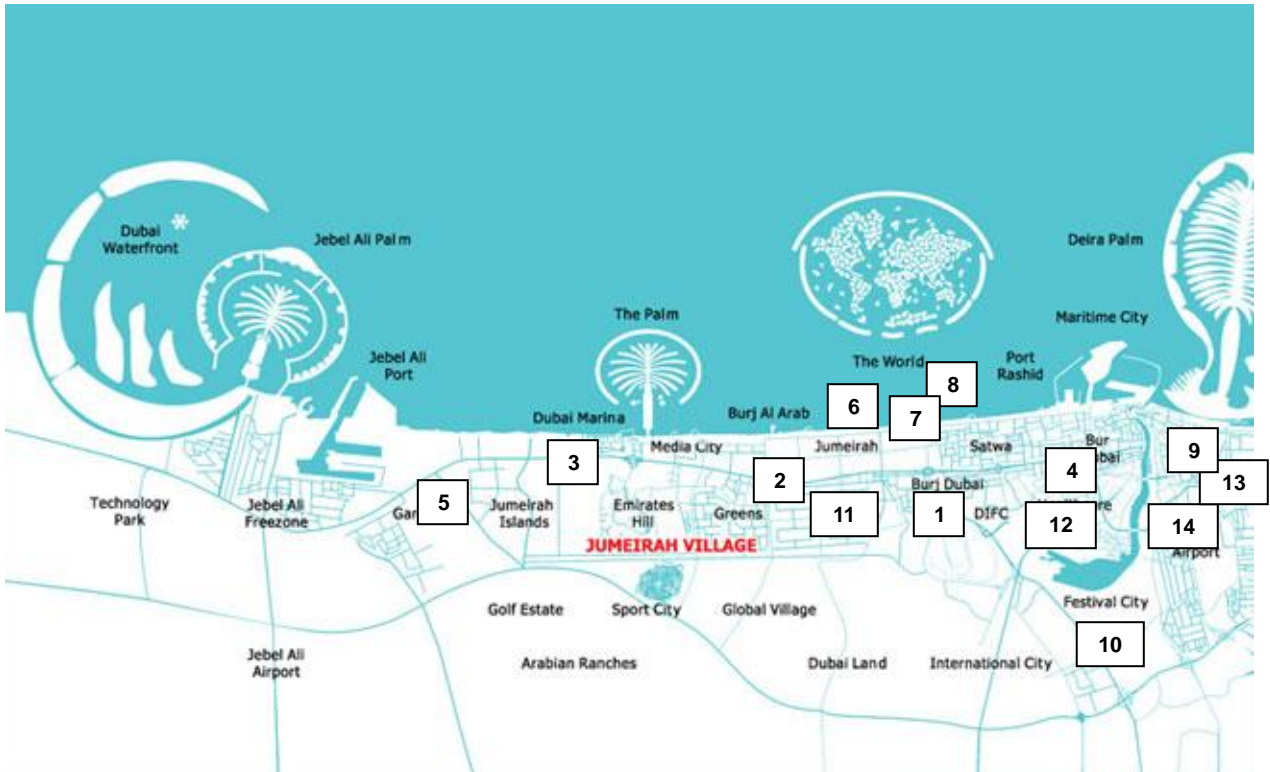 Dubai
Waterfront
Jebel Ali Palm
Deira Palm
The Palm
Maritime City
Jebel Ali
Port
The World
Port
Rashid
8
6
7
Dubai Marina
Burj Al Arab
Media City
Jumeirah
Satwa
Bur
9
3
4
2
13
Burj Dubai
5
Technology
Park
Jebel Ali
Freezone
Jumeirah
Islands
Emirates
Hill
Greens
11
1
DIFC
12
14
JUMEIRAH VILLAGE
Airport
Golf Estate
Sport City
Global Village
Festival City
10
Jebel Ali
Airport
Arabian Ranches
Dubai Land
International City